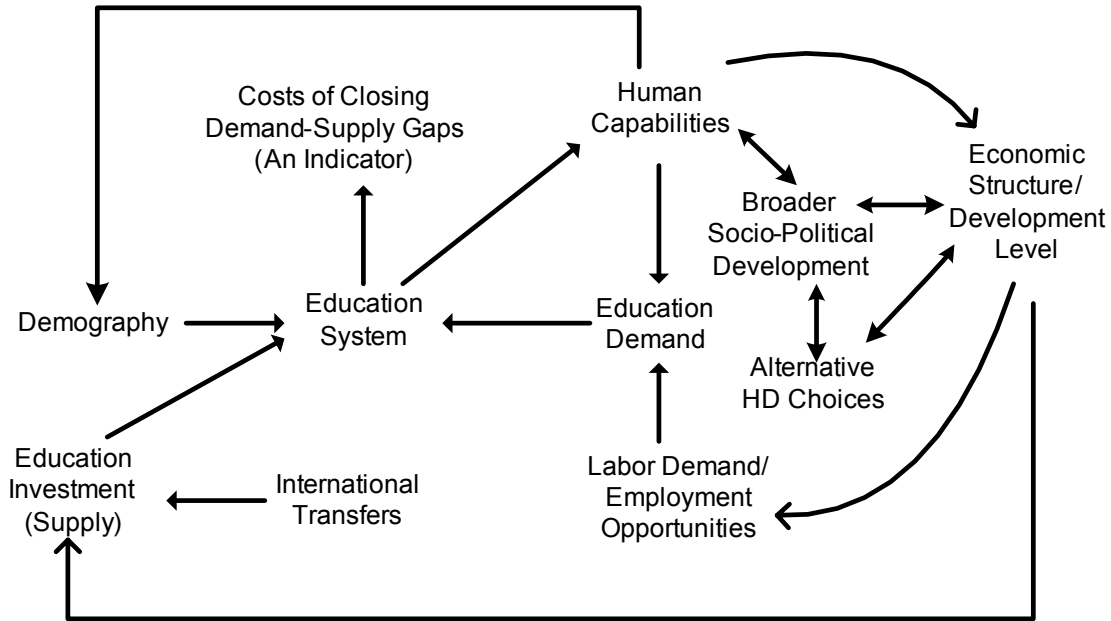 Costs of Closing
Demand-Supply Gaps
(An Indicator)
Human
Capabilities
Economic
Structure/
Development
Level
Broader
Socio-Political
Development
Demography
Education
System
Education
Demand
Alternative
HD Choices
Education
Investment
(Supply)
International
Transfers
Labor Demand/
Employment
Opportunities